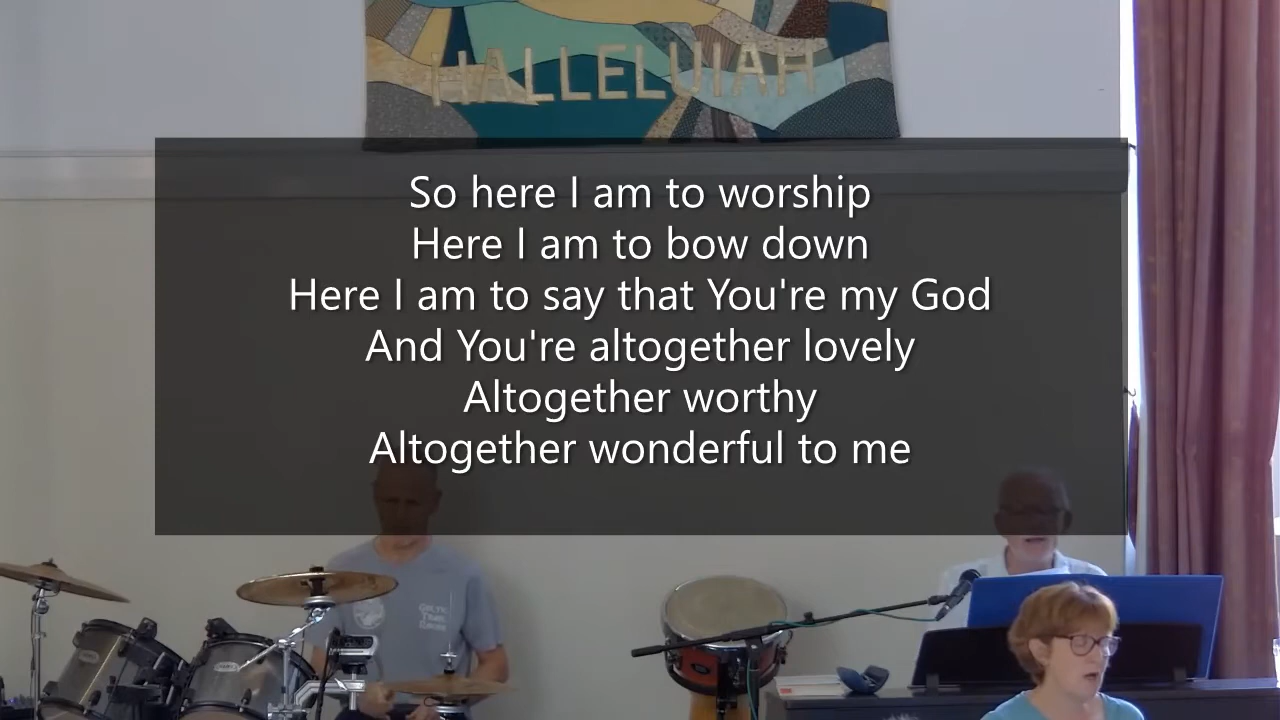 HALLELUIAH
So here I am to worship
Here I am to bow down
Here I am to say that You're my God
And You're altogether lovely
Altogether worthy
Altogether wonderful to me